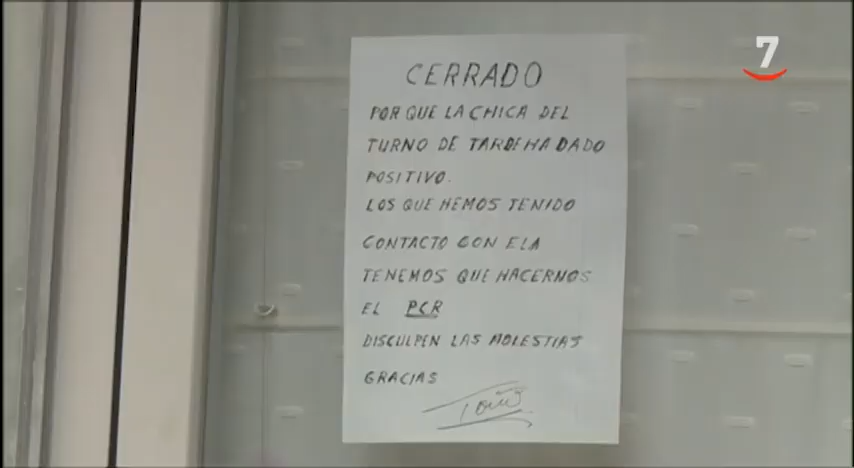 7
CERRADO
POR QUE LA CHICA DEL
TURNO DE TARDE HA DADO
POSITIVO.
LOS QUE HEMOS TENIDO
CONTACTO CON ELA
TENEMOS QUE HACERNOS
EL PCR
DISCULPEN LAS MOLESTIAS
GRACIAS
Toñi